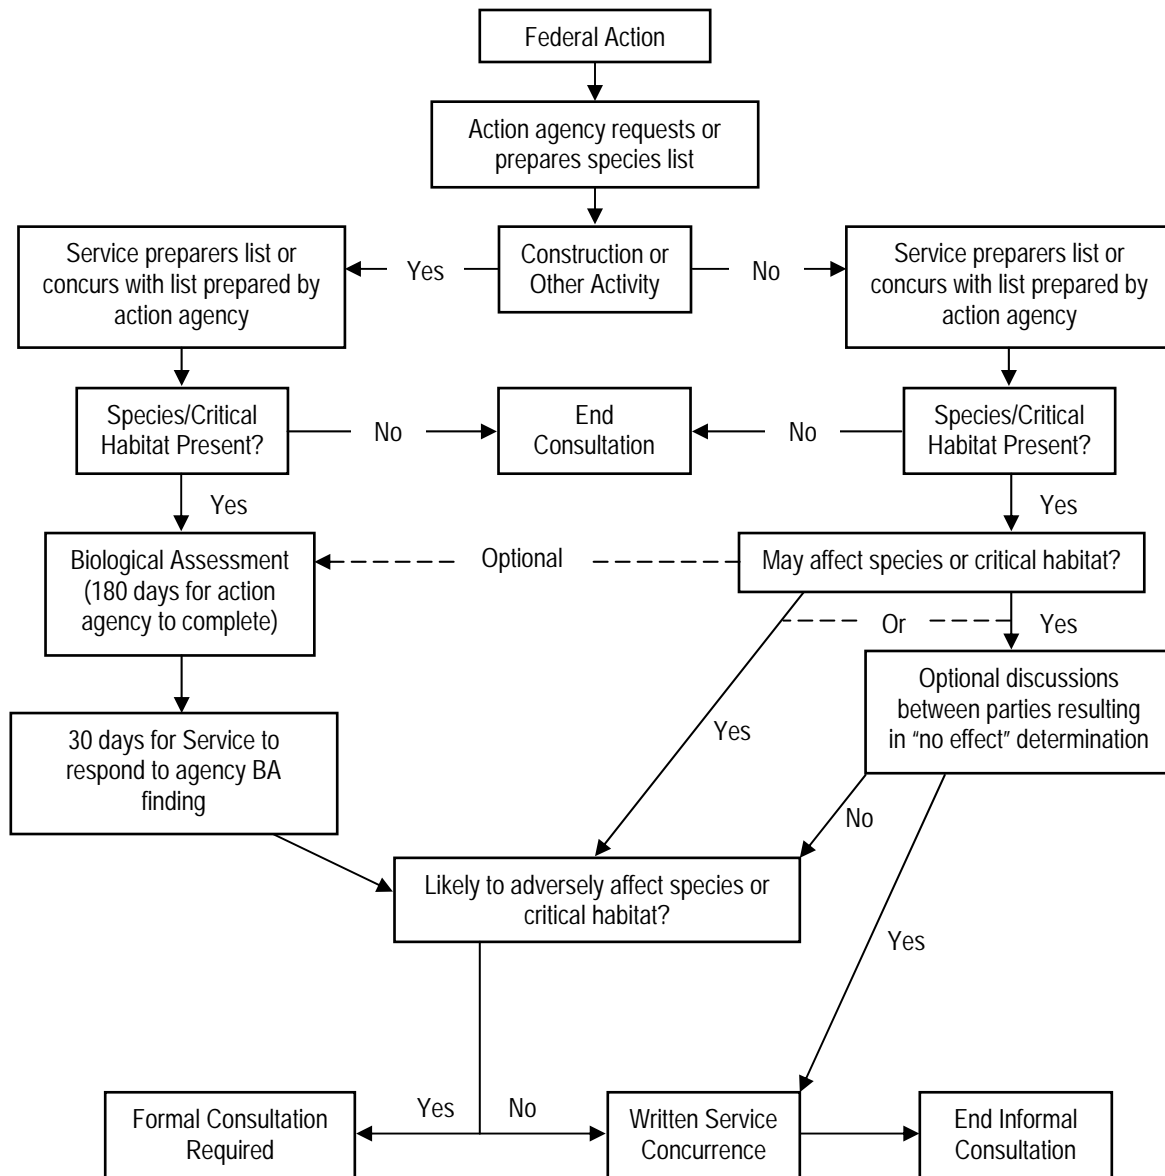 Federal Action
Action agency requests or
prepares species list
Service preparers list or
concurs with list prepared by
action agency
Yes
Construction or
Other Activity
No
Service preparers list or
concurs with list prepared by
action agency
Species/Critical
Habitat Present?
No
End
Consultation
No
Species/Critical
Habitat Present?
Yes
Yes
Biological Assessment
(180 days for action
agency to complete)
Optional
May affect species or critical habitat?
Or
Yes
Optional discussions
between parties resulting
in “no effect” determination
Yes
30 days for Service to
respond to agency BA
finding
No
Likely to adversely affect species or
critical habitat?
Yes
Formal Consultation
Required
Yes
No
Written Service
Concurrence
End Informal
Consultation